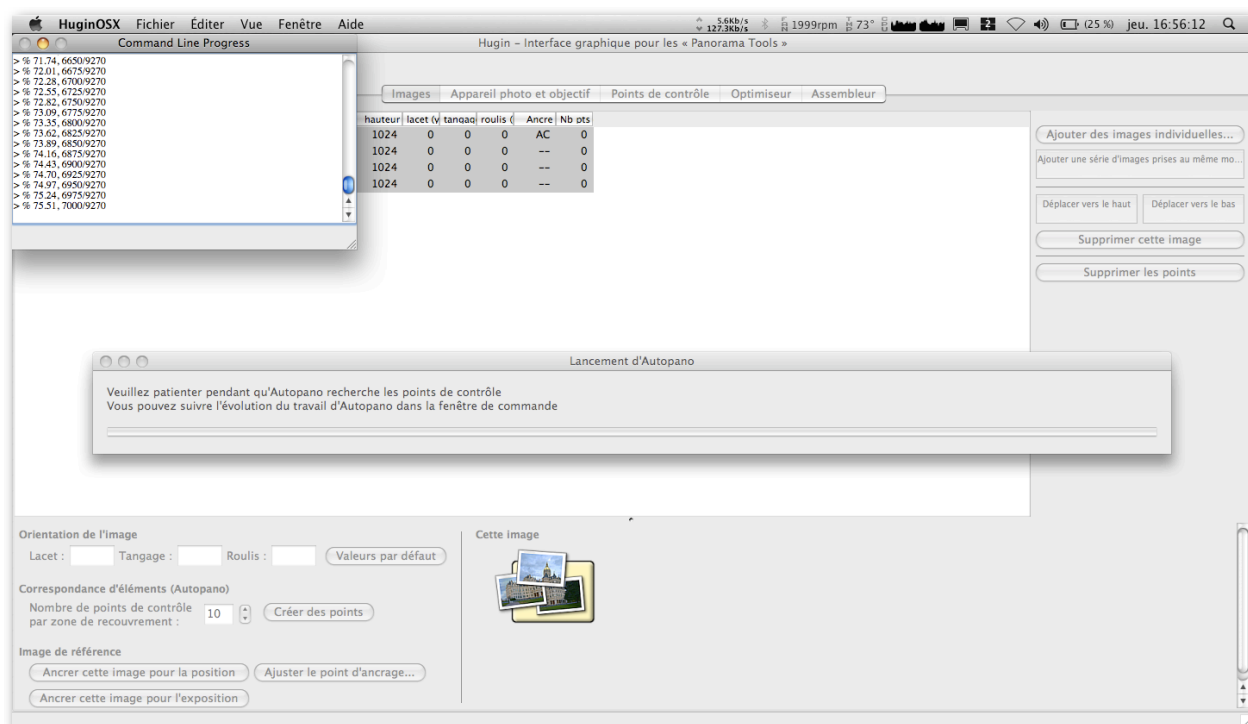 HuginOSX Fichier Éditer Vue Fenêtre Aide 5.6Kb/s 127.3Kb/s 1999rpm 73° 2 (25 %) jeu. 16:56:12
Command Line Progress
Hugin – Interface graphique pour les « Panorama Tools »
> % 71.74, 6650/9270
> % 72.01, 6675/9270
> % 72.28, 6700/9270
> % 72.55, 6725/9270
> % 72.82, 6750/9270
> % 73.09, 6775/9270
> % 73.35, 6800/9270
> % 73.62, 6825/9270
> % 73.89, 6850/9270
> % 74.16, 6875/9270
> % 74.43, 6900/9270
> % 74.70, 6925/9270
> % 74.97, 6950/9270
> % 75.24, 6975/9270
> % 75.51, 7000/9270
Images Appareil photo et objectif Points de contrôle Optimiseur Assembleur
hauteur lacet (y tangag roulis ( Ancre Nb pts
1024 0 0 0 AC 0
1024 0 0 0 -- 0
1024 0 0 0 -- 0
1024 0 0 0 -- 0
Ajouter des images individuelles...
Ajouter une série d'images prises au même mo...
Déplacer vers le haut Déplacer vers le bas
Supprimer cette image
Supprimer les points
Lancement d'Autopano
Veuillez patienter pendant qu'Autopano recherche les points de contrôle
Vous pouvez suivre l'évolution du travail d'Autopano dans la fenêtre de commande
Orientation de l'image
Lacet : Tangage : Roulis : Valeurs par défaut
Correspondance d'éléments (Autopano)
Nombre de points de contrôle
par zone de recouvrement : 10 Créer des points
Image de référence
Ancrer cette image pour la position Ajuster le point d'ancrage...
Ancrer cette image pour l'exposition
Cette image